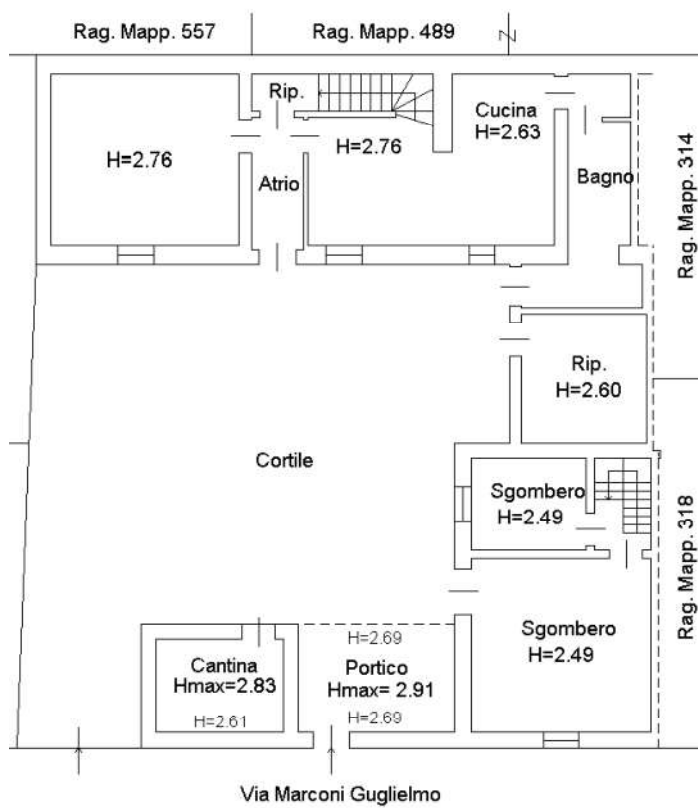 Rag. Mapp. 557
Rag. Mapp. 489
N
Rip.
Cucina
H=2.63
H=2.76
H=2.76
Atrio
Bagno
Rag. Mapp. 314
Rip.
H=2.60
Cortile
Sgombero
H=2.49
Rag. Mapp. 318
Sgombero
H=2.49
H=2.69
Cantina
Hmax=2.83
H=2.61
Portico
Hmax= 2.91
H=2.69
Via Marconi Guglielmo